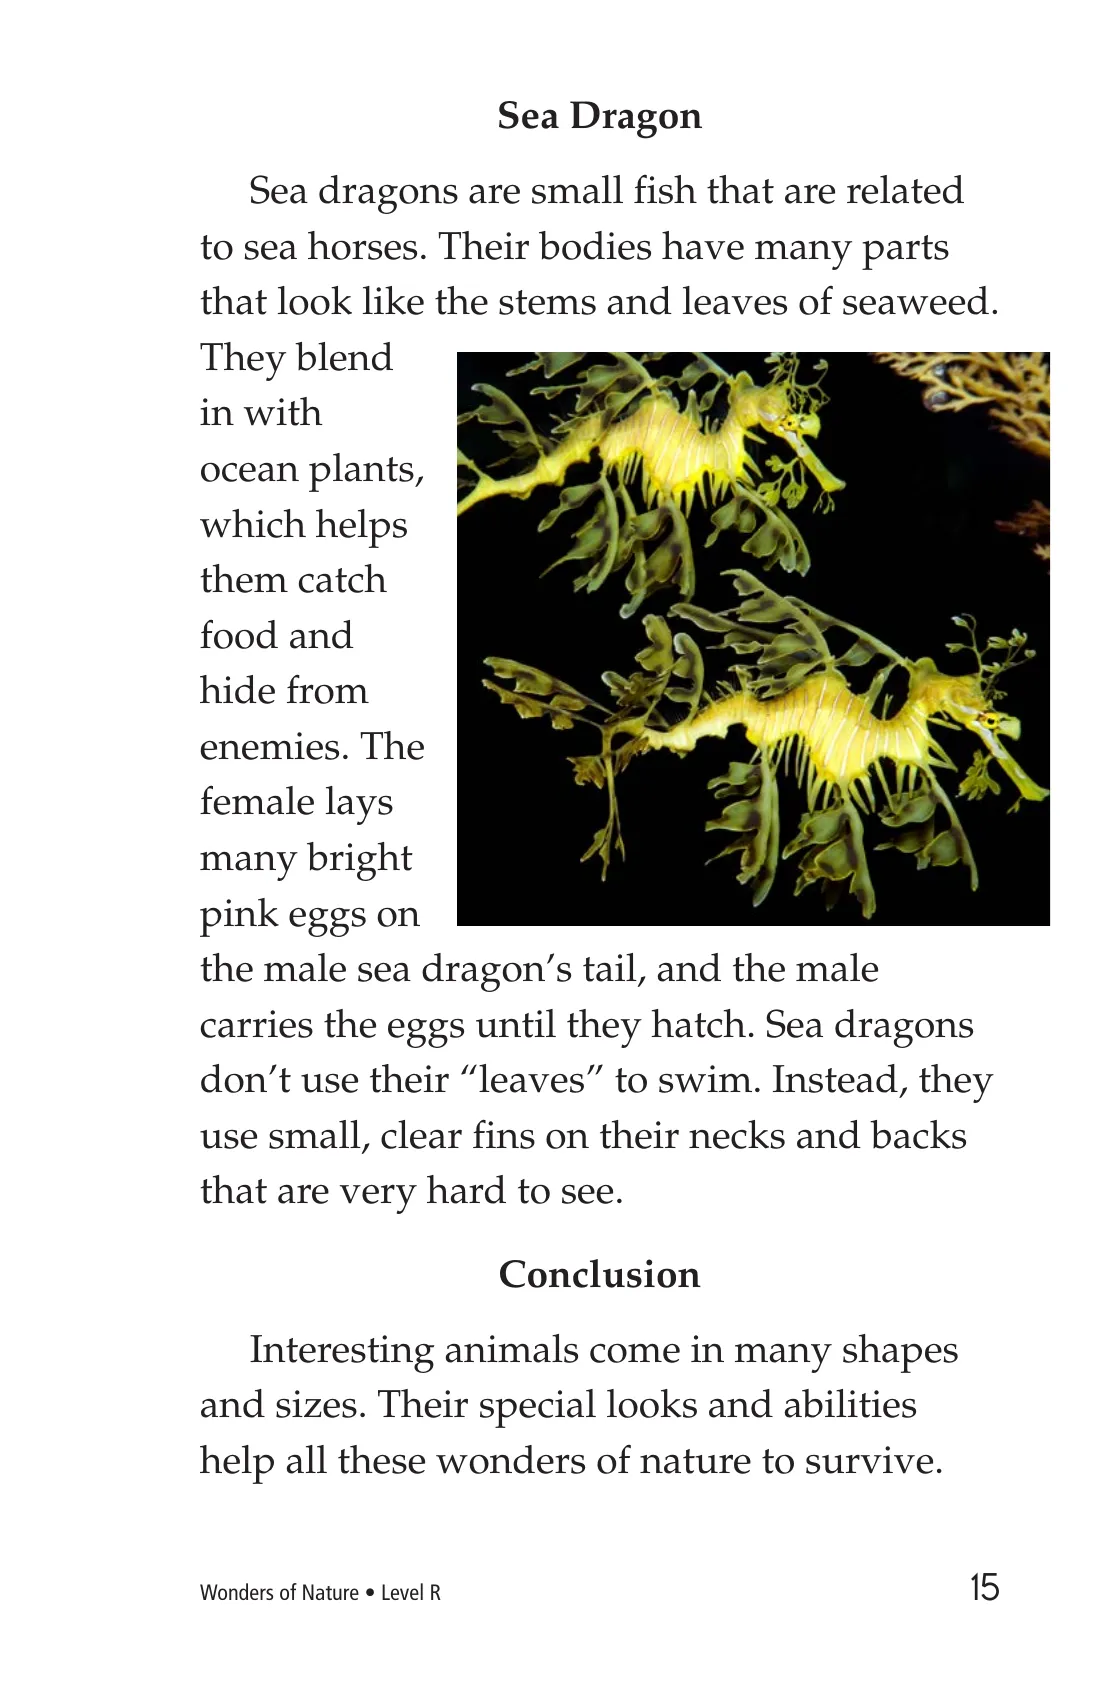 Sea Dragon
Sea dragons are small fish that are related
to sea horses. Their bodies have many parts
that look like the stems and leaves of seaweed.
They blend
in with
ocean plants,
which helps
them catch
food and
hide from
enemies. The
female lays
many bright
pink eggs on
the male sea dragon’s tail, and the male
carries the eggs until they hatch. Sea dragons
don’t use their “leaves” to swim. Instead, they
use small, clear fins on their necks and backs
that are very hard to see.
Conclusion
Interesting animals come in many shapes
and sizes. Their special looks and abilities
help all these wonders of nature to survive.
Wonders of Nature • Level R
15